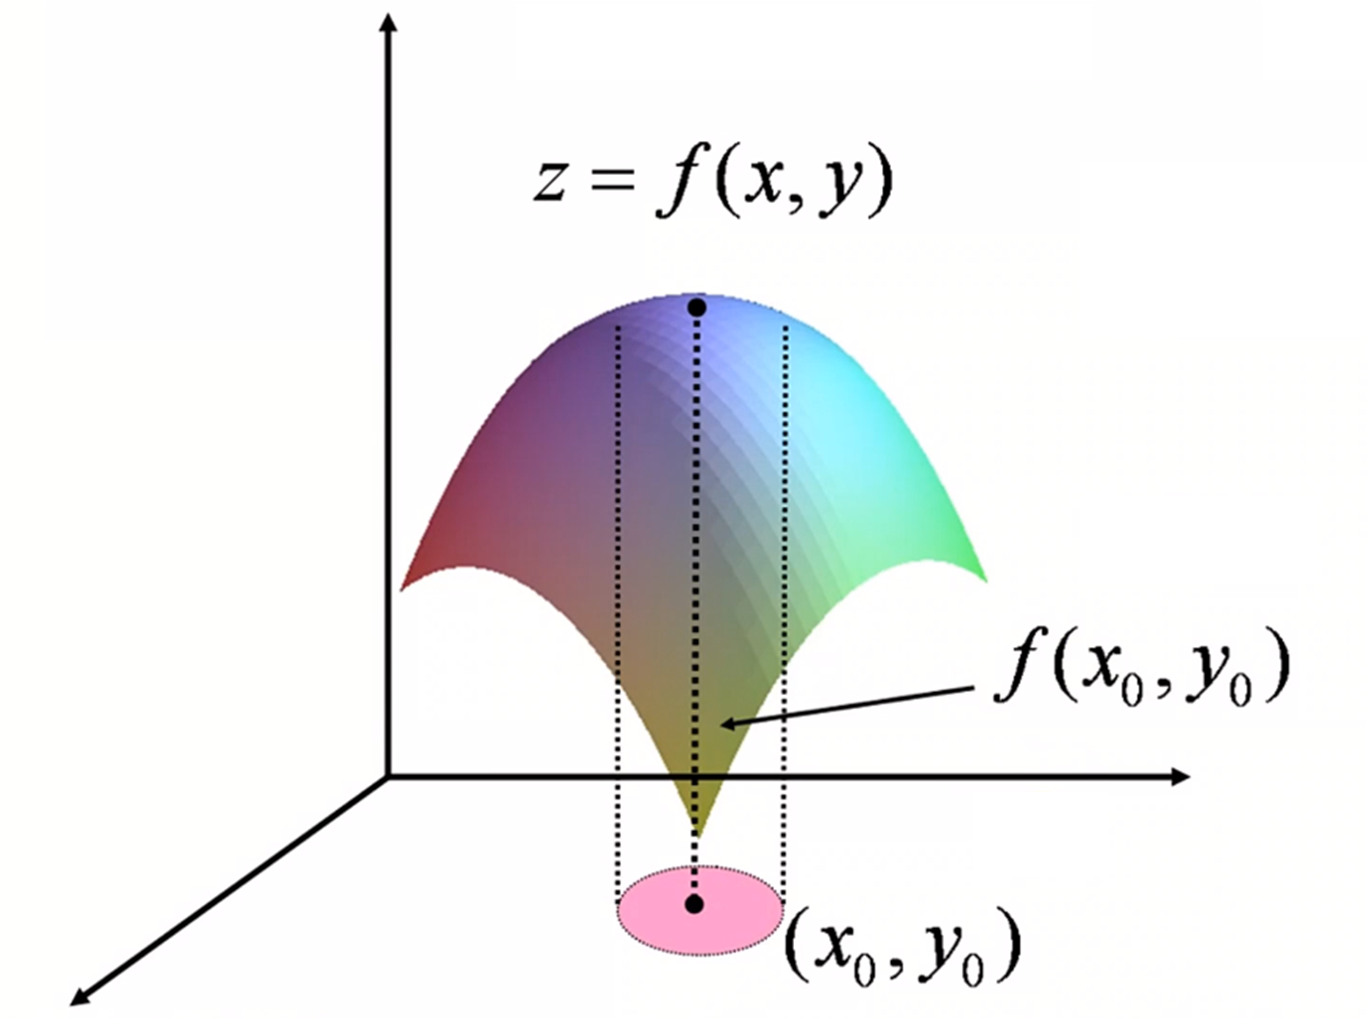 z = f(x, y)
f(x₀, y₀)
(x₀, y₀)